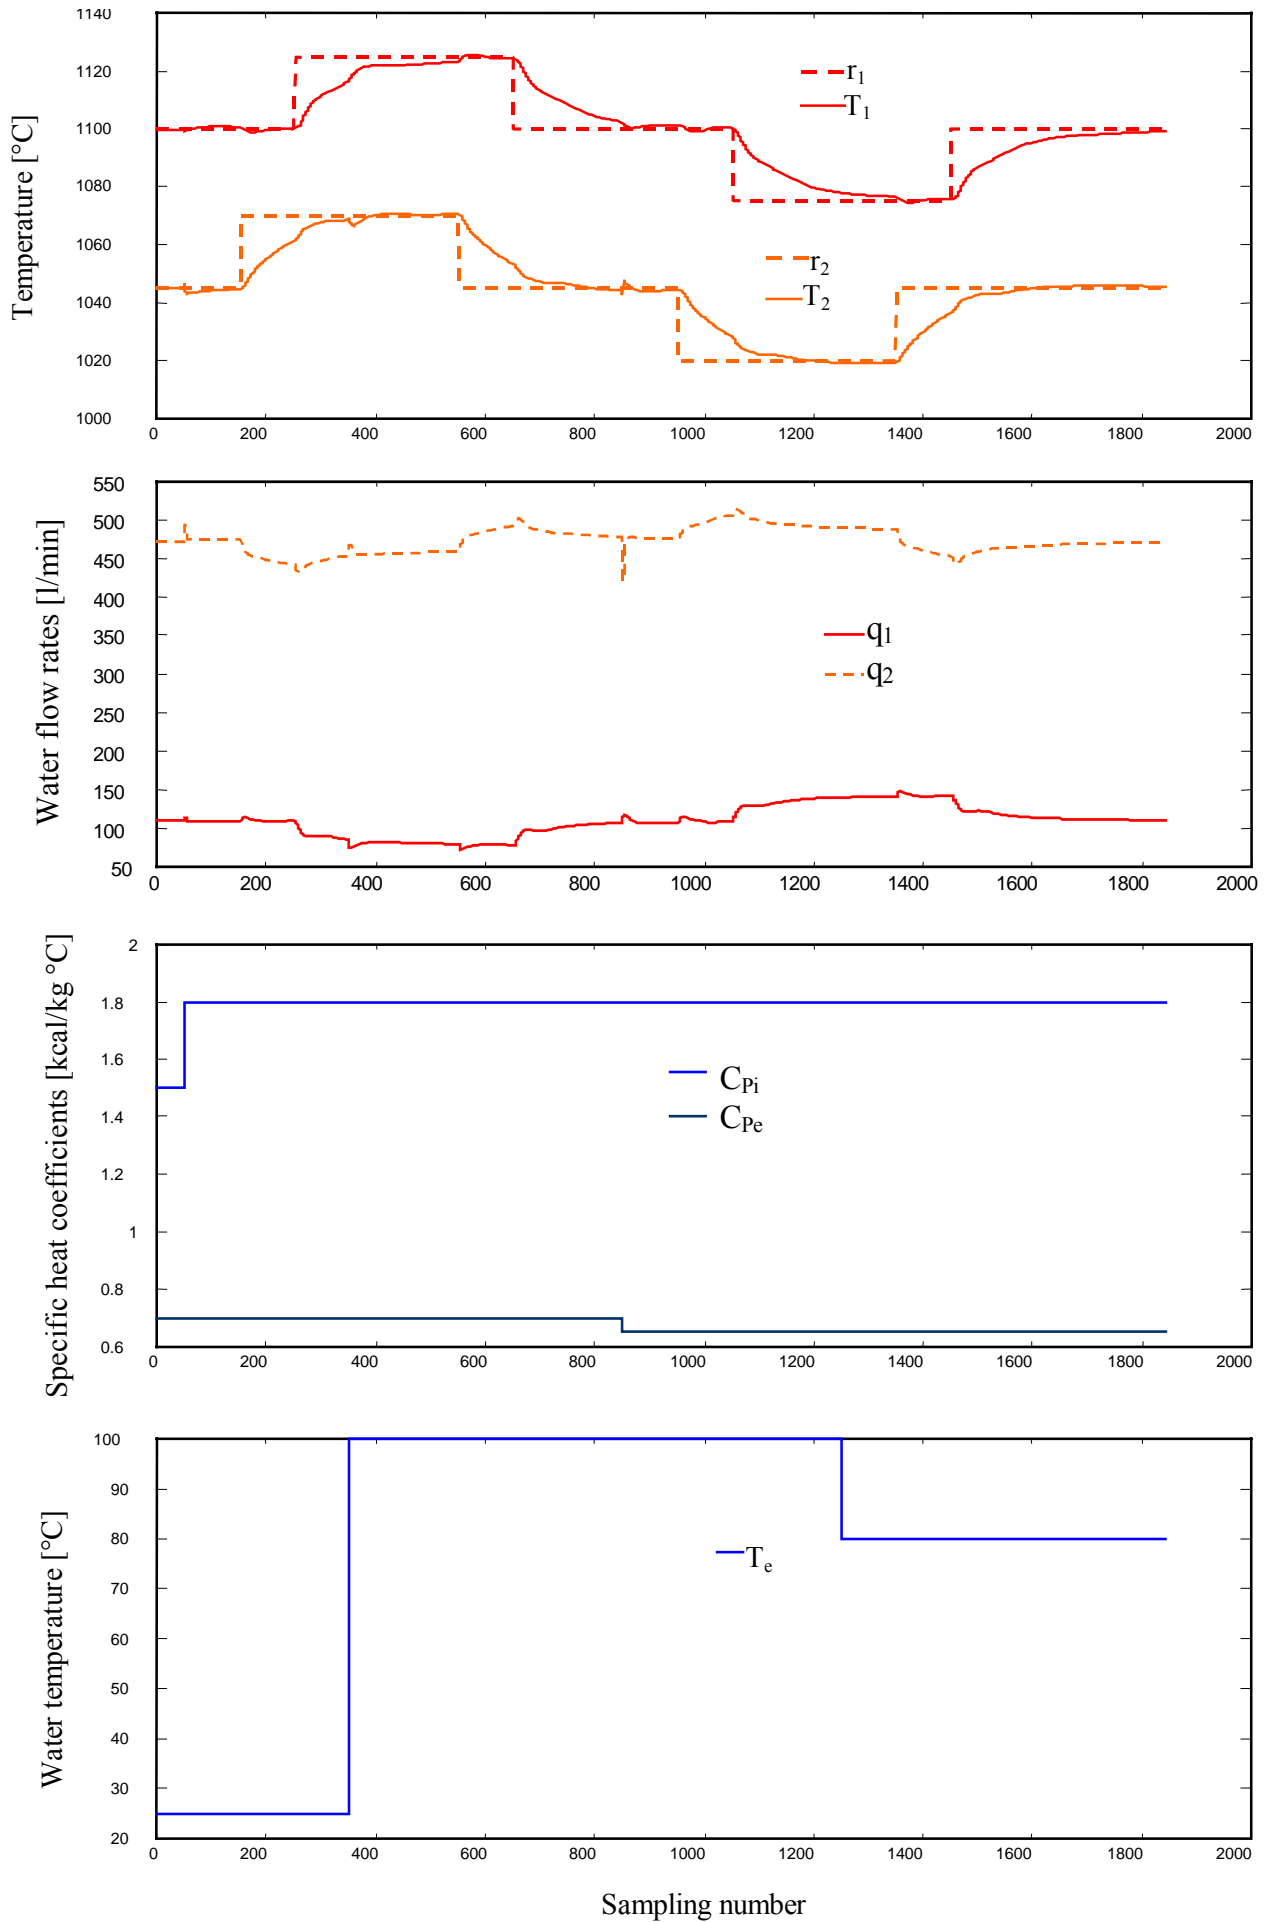 Temperature [°C]
1140
1120
1100
1080
1060
1040
1020
1000
r1
T1
r2
T2
0 200 400 600 800 1000 1200 1400 1600 1800 2000
Water flow rates [l/min]
550
500
450
400
350
300
250
200
150
100
50
q1
q2
0 200 400 600 800 1000 1200 1400 1600 1800 2000
Specific heat coefficients [kcal/kg °C]
2
1.8
1.6
1.4
1.2
1
0.8
0.6
CPi
CPe
0 200 400 600 800 1000 1200 1400 1600 1800 2000
Water temperature [°C]
100
90
80
70
60
50
40
30
20
Te
0 200 400 600 800 1000 1200 1400 1600 1800 2000
Sampling number